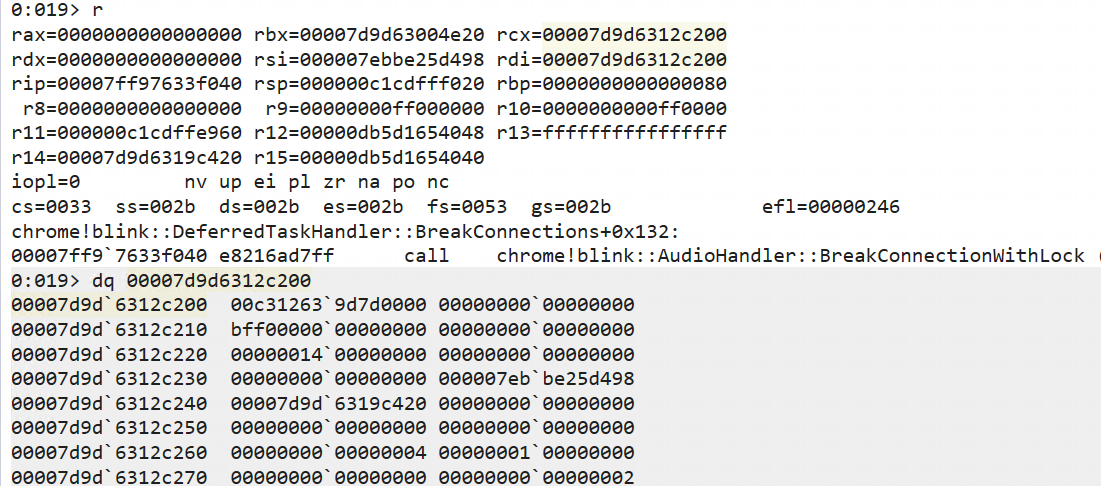 0:019> r
rax=0000000000000000 rbx=00007d9d63004e20 rcx=00007d9d6312c200
rdx=0000000000000000 rsi=000007ebbe25d498 rdi=00007d9d6312c200
rip=00007ff97633f040 rsp=000000c1cdfff020 rbp=0000000000000080
 r8=0000000000000000  r9=00000000ff000000 r10=0000000000ff0000
r11=000000c1cdffe960 r12=00000db5d1654048 r13=ffffffffffffffff
r14=00007d9d6319c420 r15=00000db5d1654040
iopl=0         nv up ei pl zr na po nc
cs=0033  ss=002b  ds=002b  es=002b  fs=0053  gs=002b             efl=00000246
chrome!blink::DeferredTaskHandler::BreakConnections+0x132:
00007ff9`7633f040 e8216ad7ff      call    chrome!blink::AudioHandler::BreakConnectionWithLock (
0:019> dq 00007d9d6312c200
00007d9d`6312c200  00c31263`9d7d0000 00000000`00000000
00007d9d`6312c210  bff00000`00000000 00000000`00000000
00007d9d`6312c220  00000014`00000000 00000000`00000000
00007d9d`6312c230  00000000`00000000 000007eb`be25d498
00007d9d`6312c240  00007d9d`6319c420 00000000`00000000
00007d9d`6312c250  00000000`00000000 00000000`00000000
00007d9d`6312c260  00000000`00000004 00000001`00000000
00007d9d`6312c270  00000000`00000000 00000000`00000002